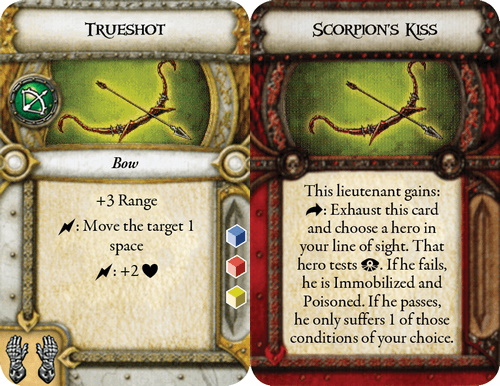 TRUESHOT
Bow
+3 Range
: Move the target 1
space
: +2
SCORPION'S KISS
This lieutenant gains:
: Exhaust this card
and choose a hero in
your line of sight. That
hero tests . If he fails,
he is Immobilized and
Poisoned. If he passes,
he only suffers 1 of those
conditions of your choice.